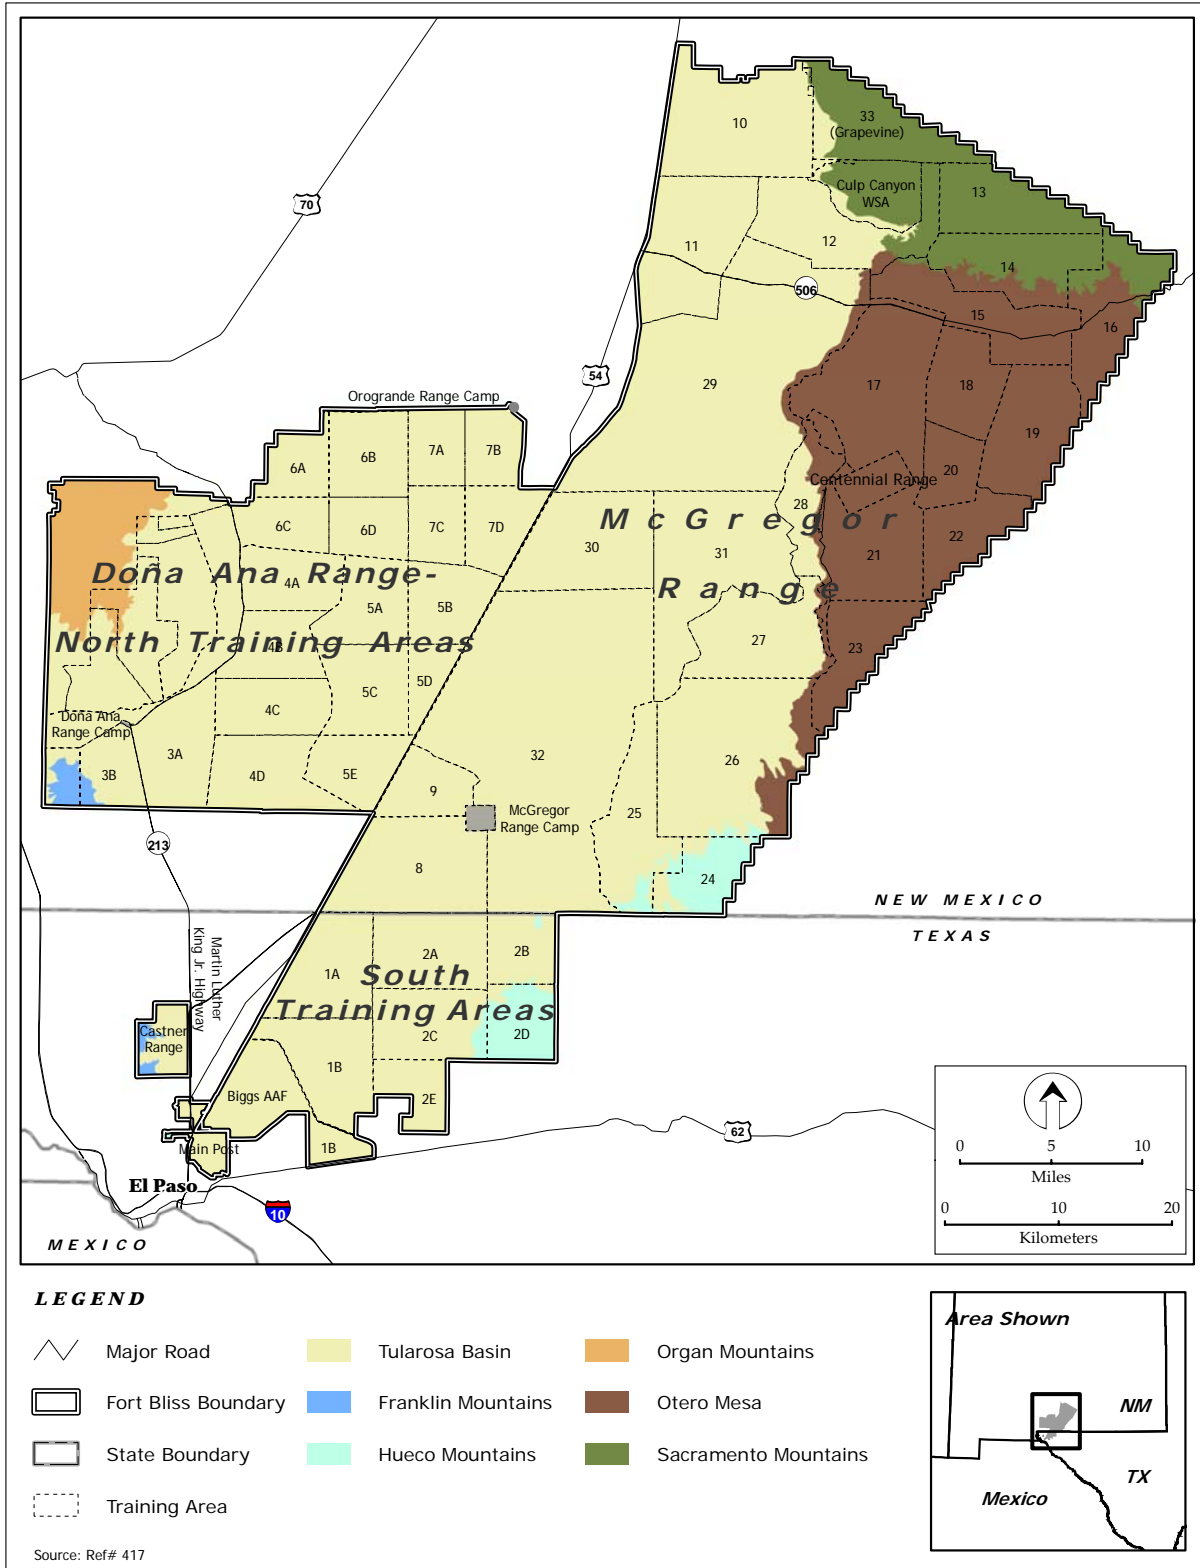 10
33
(Grapevine)
Culp Canyon
WSA
13
70
11
12
14
506
15
16
54
29
17
18
19
Orogrande Range Camp
6A
6B
7A
7B
20
Centennial Range
28
6C
6D
7C
7D
McGregor
30
31
21
22
Doña Ana Range-
4A
Range
5A
5B
North Training Areas
4B
27
23
5C
5D
4C
Doña Ana
Range Camp
3A
32
26
3B
4D
5E
9
McGregor
Range Camp
25
213
8
24
NEW MEXICO
TEXAS
Martin Luther
King Jr. Highway
1A
2A
2B
South
Training Areas
Castner
Range
2C
2D
1B
Biggs AAF
2E
62
Main Post
1B
El Paso
10
MEXICO
0 5 10
Miles
0 10 20
Kilometers
LEGEND
Major Road
Tularosa Basin
Organ Mountains
Fort Bliss Boundary
Franklin Mountains
Otero Mesa
State Boundary
Hueco Mountains
Sacramento Mountains
Training Area
Source: Ref# 417
Area Shown
NM
TX
Mexico